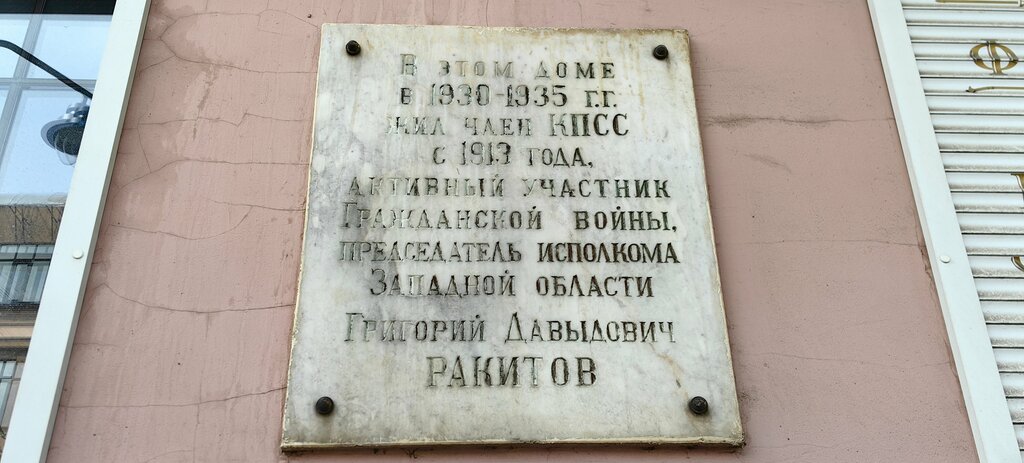 В этом доме
в 1930-1935 г.г.
жил член КПСС
с 1913 года,
активный участник
Гражданской войны,
председатель исполкома
Западной области
Григорий Давыдович
РАКИТОВ
Ф